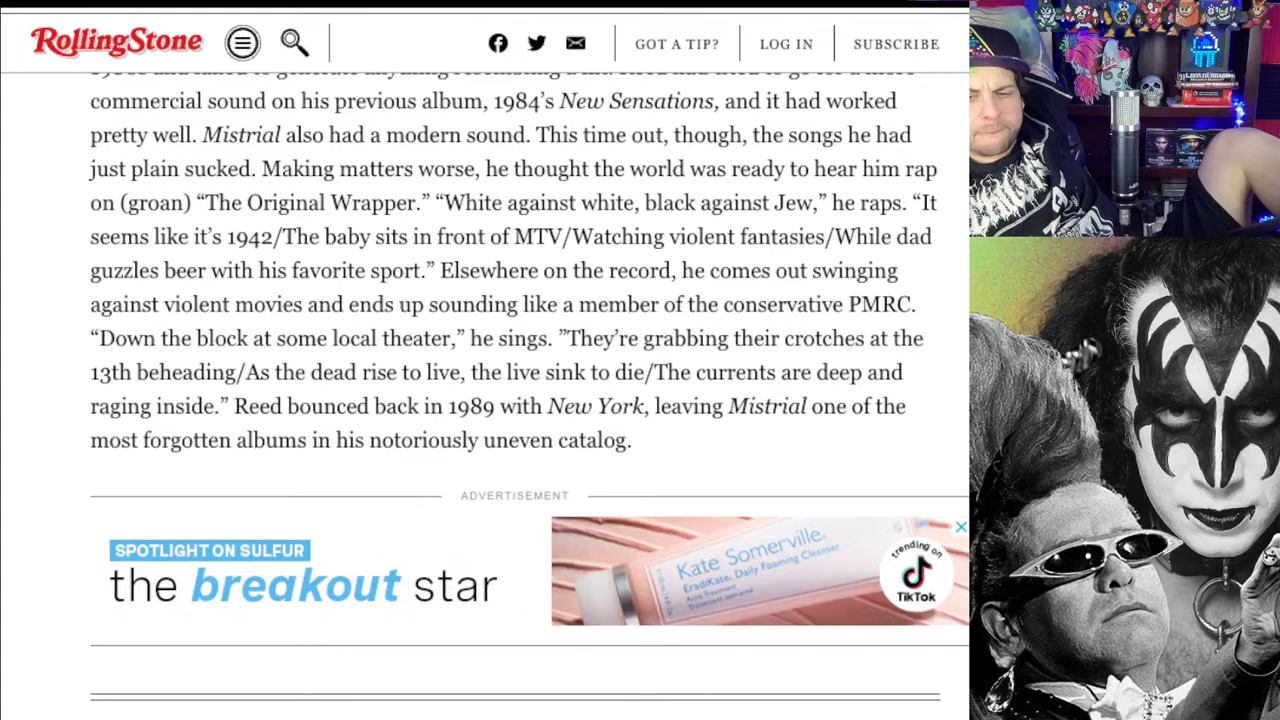 RollingStone
GOT A TIP?
LOG IN
SUBSCRIBE
commercial sound on his previous album, 1984’s New Sensations, and it had worked
pretty well. Mistrial also had a modern sound. This time out, though, the songs he had
just plain sucked. Making matters worse, he thought the world was ready to hear him rap
on (groan) “The Original Wrapper.” “White against white, black against Jew,” he raps. “It
seems like it’s 1942/The baby sits in front of MTV/Watching violent fantasies/While dad
guzzles beer with his favorite sport.” Elsewhere on the record, he comes out swinging
against violent movies and ends up sounding like a member of the conservative PMRC.
“Down the block at some local theater,” he sings. ”They’re grabbing their crotches at the
13th beheading/As the dead rise to live, the live sink to die/The currents are deep and
raging inside.” Reed bounced back in 1989 with New York, leaving Mistrial one of the
most forgotten albums in his notoriously uneven catalog.
ADVERTISEMENT
SPOTLIGHT ON SULFUR
the breakout star
Kate Somerville
EradiKate Daily Foaming Cleanser
Acne Treatment
trending on
TikTok